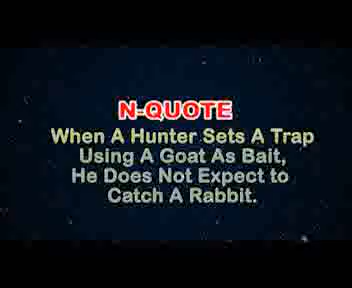 N-QUOTE
When A Hunter Sets A Trap
Using A Goat As Bait,
He Does Not Expect to
Catch A Rabbit.